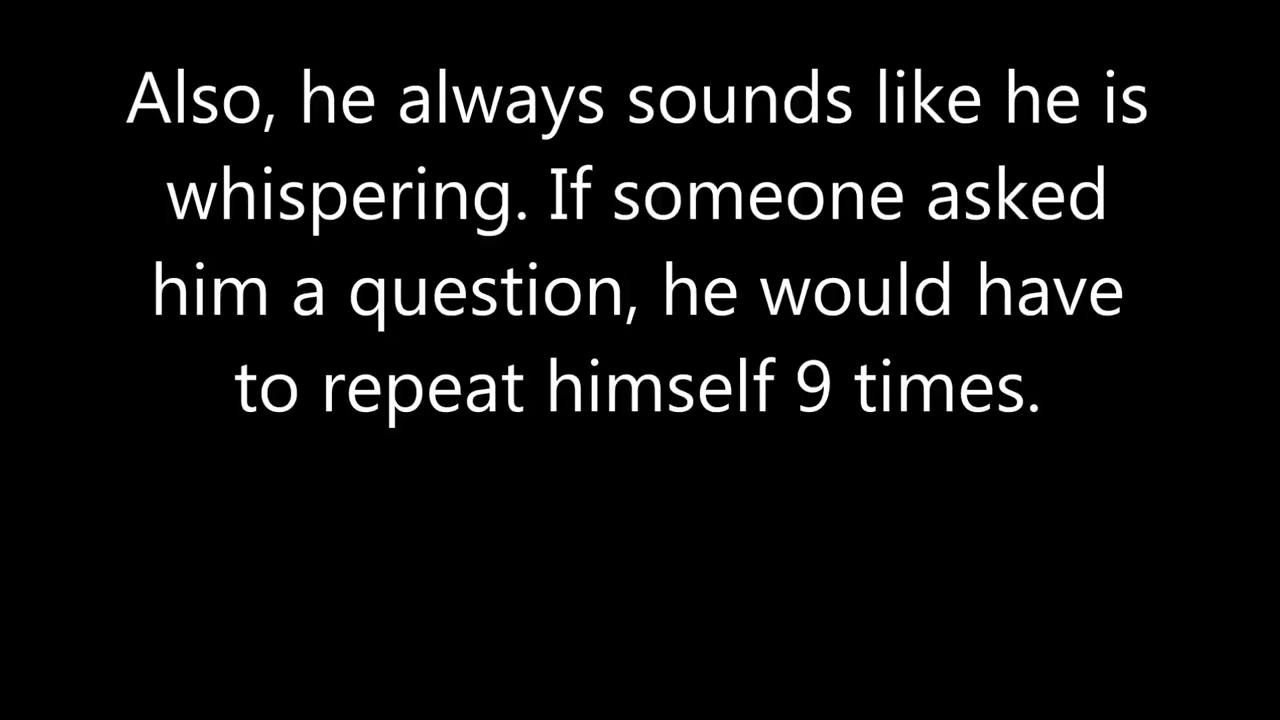 Also, he always sounds like he is
whispering. If someone asked
him a question, he would have
to repeat himself 9 times.